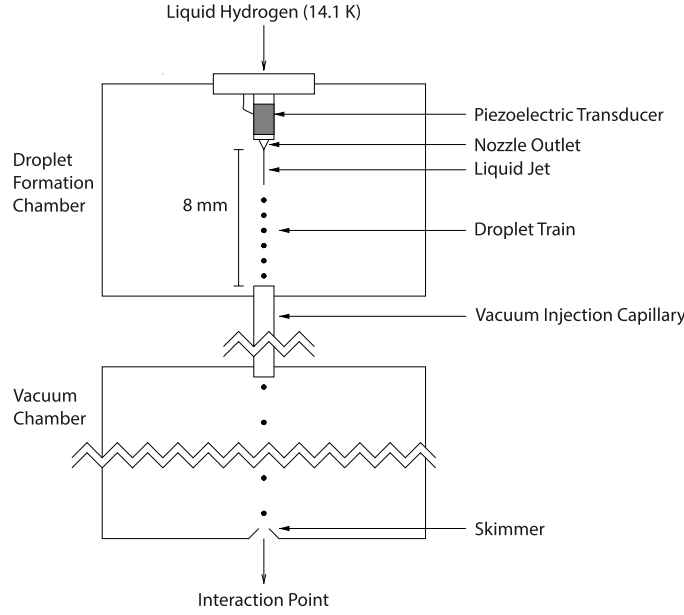 Liquid Hydrogen (14.1 K)
Piezoelectric Transducer
Nozzle Outlet
Liquid Jet
Droplet
Formation
Chamber
8 mm
Droplet Train
Vacuum Injection Capillary
Vacuum
Chamber
Skimmer
Interaction Point